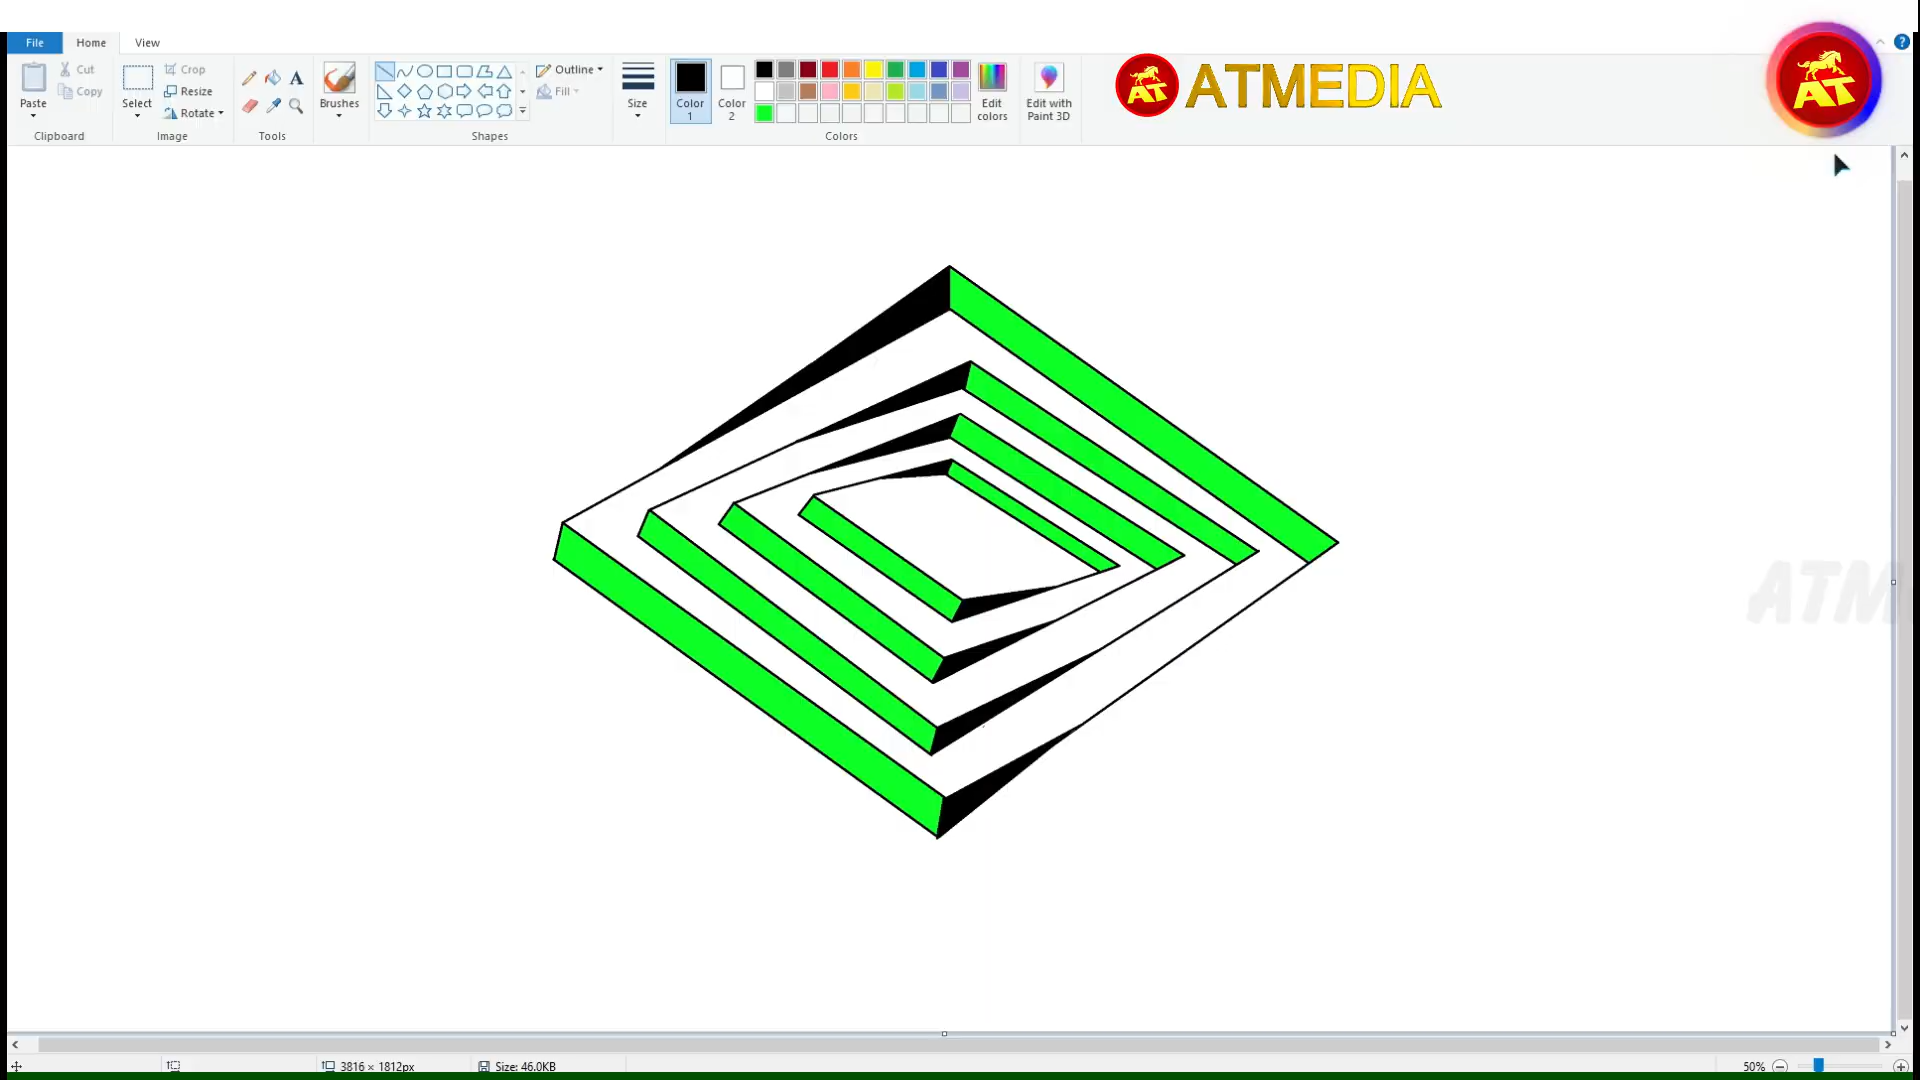 File Home View
Paste
Cut
Copy
Clipboard
Select
Crop
Resize
Rotate
Image
A
Tools
Brushes
Shapes
Outline
Fill
Size
Color 1
Color 2
Edit colors
Colors
Edit with Paint 3D
AT ATMEDIA
AT
?
ATM
3816 × 1812px
Size: 46.0KB
50%